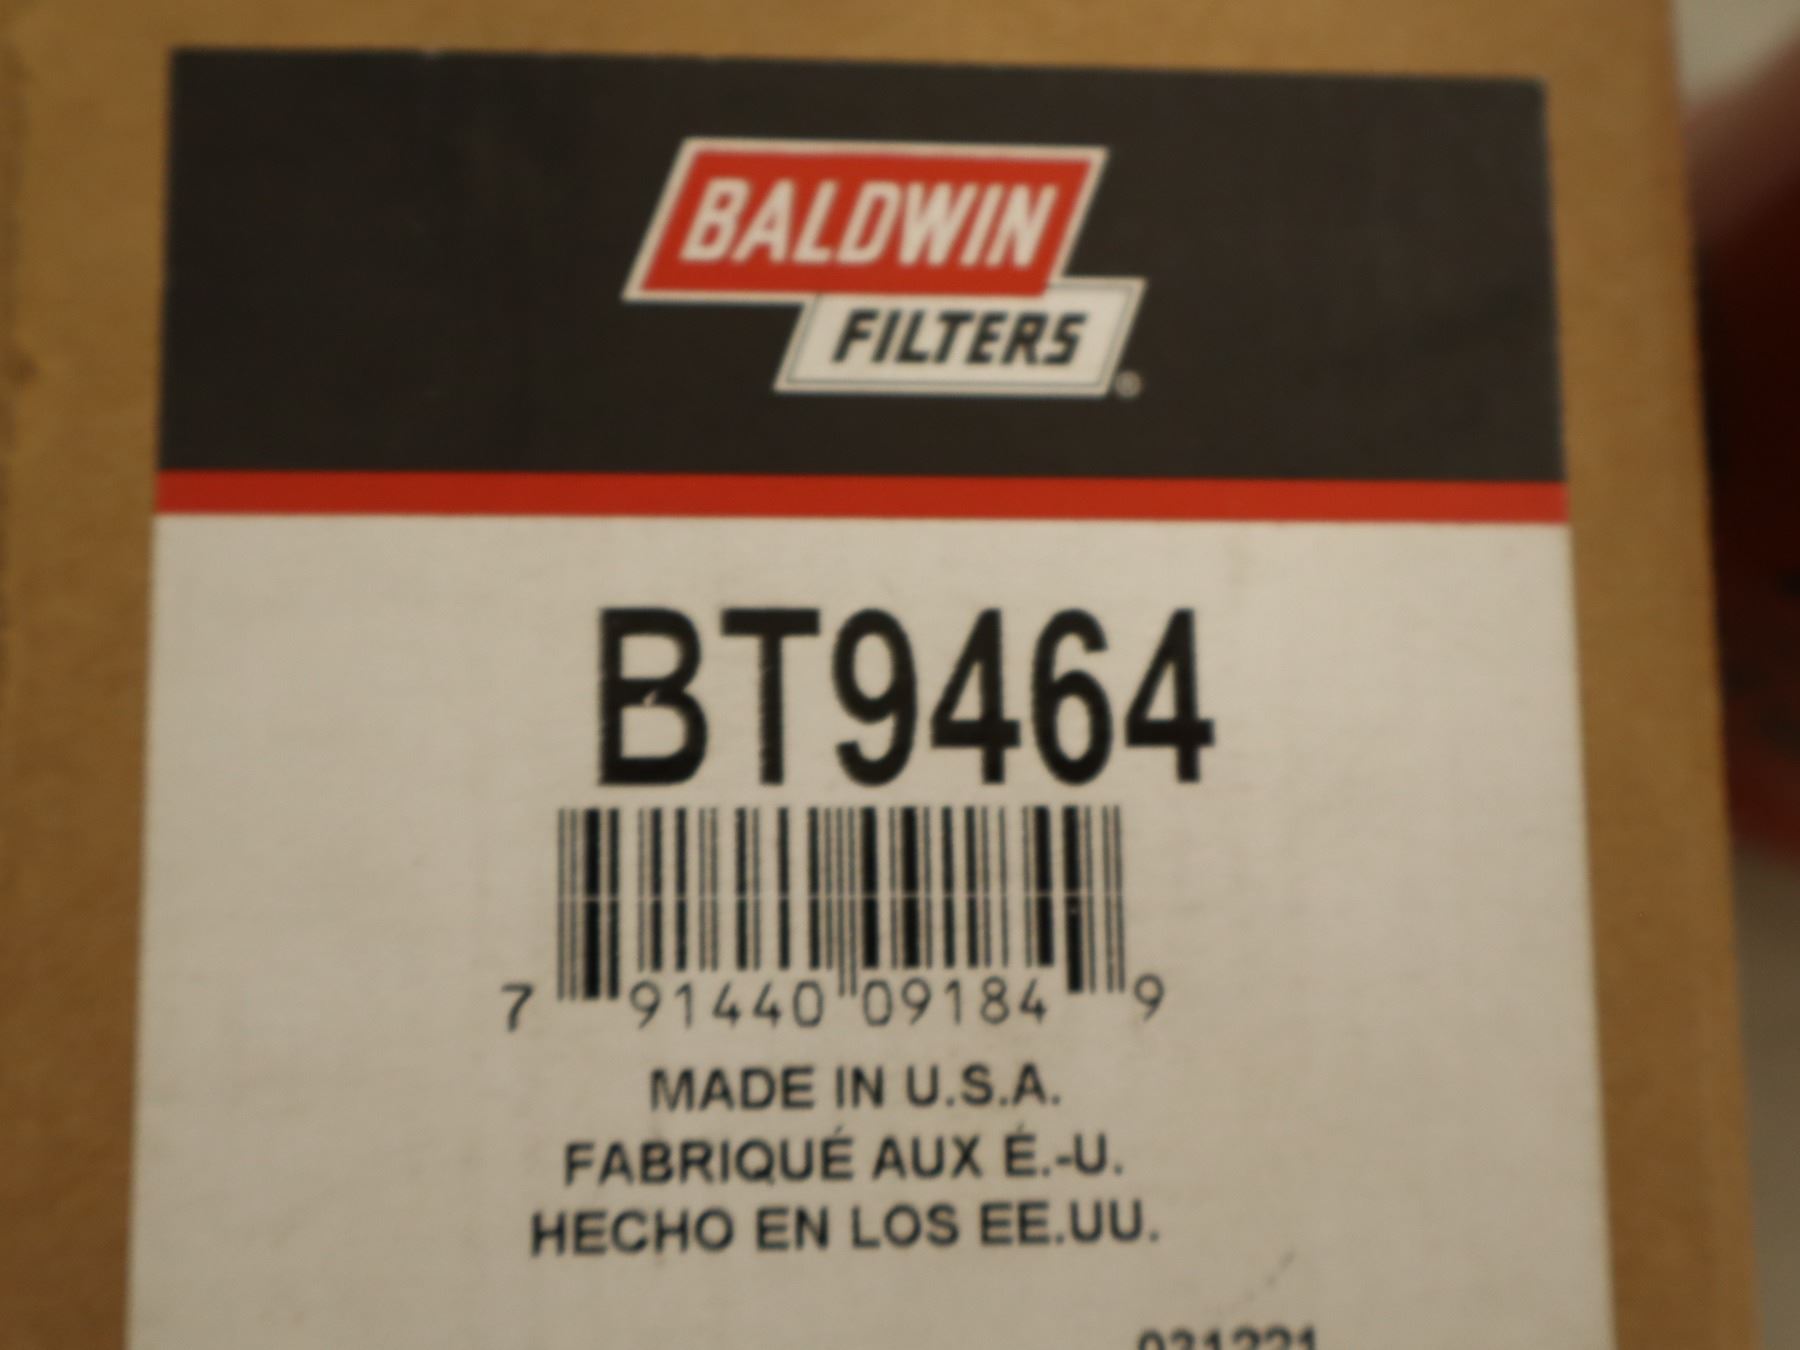 BALDWIN
FILTERS
®
BT9464
7 91440 09184 9
MADE IN U.S.A.
FABRIQUÉ AUX É.-U.
HECHO EN LOS EE.UU.